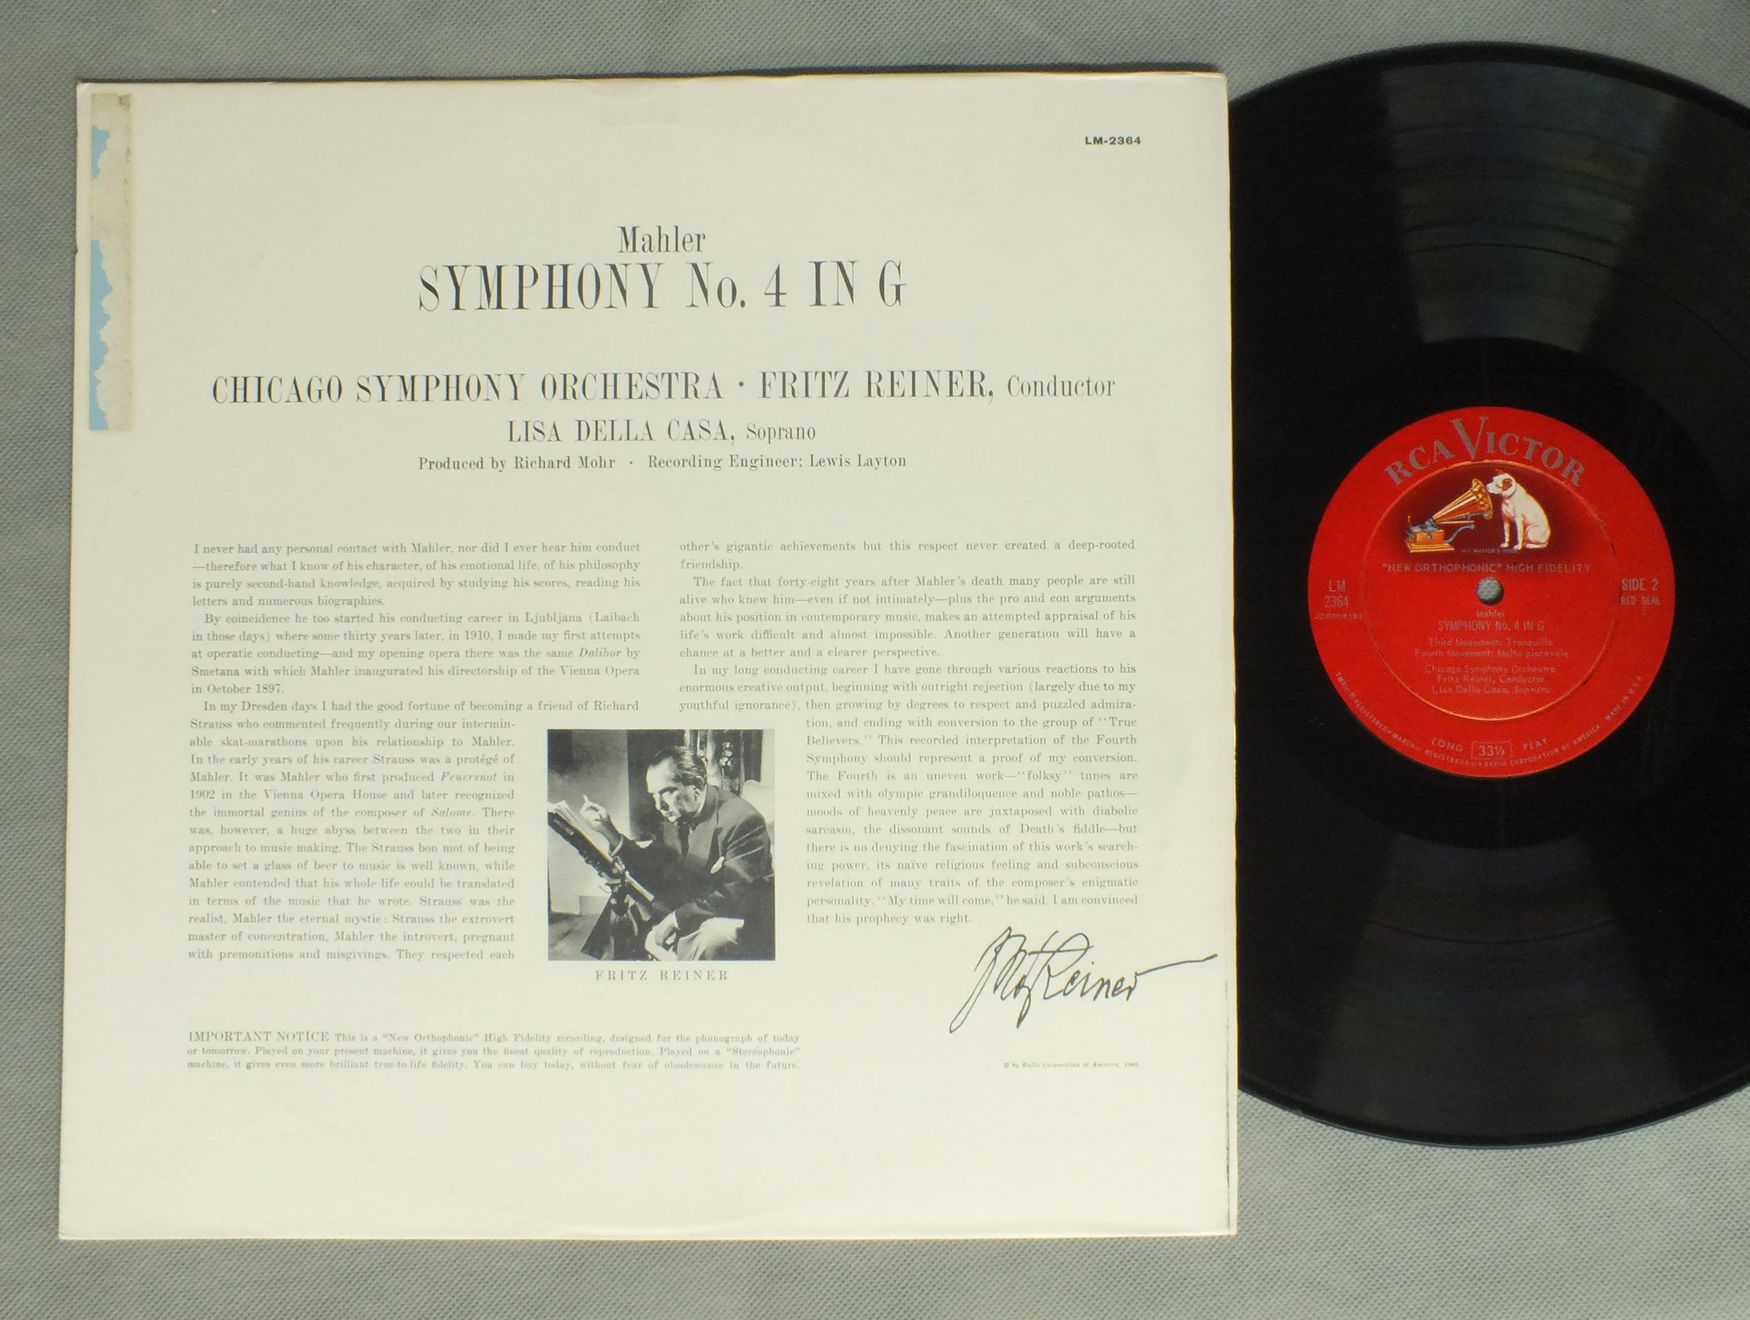 LM-2364
Mahler
SYMPHONY No. 4 IN G
CHICAGO SYMPHONY ORCHESTRA • FRITZ REINER, Conductor
LISA DELLA CASA, Soprano
Produced by Richard Mohr • Recording Engineer: Lewis Layton
I never had any personal contact with Mahler, nor did I ever hear him conduct
—therefore what I know of his character, of his emotional life, of his philosophy
is purely second-hand knowledge, acquired by studying his scores, reading his
letters and numerous biographies.
By coincidence he too started his conducting career in Ljubljana (Laibach
in those days) where some thirty years later, in 1910, I made my first attempts
at operatic conducting—and my opening opera there was the same Dalibor by
Smetana with which Mahler inaugurated his directorship of the Vienna Opera
in October 1897.
In my Dresden days I had the good fortune of becoming a friend of Richard
Strauss who commented frequently during our intermin-
able skat-marathons upon his relationship to Mahler.
In the early years of his career Strauss was a protégé of
Mahler. It was Mahler who first produced Feuersnot in
1902 in the Vienna Opera House and later recognized
the immortal genius of the composer of Salome. There
was, however, a huge abyss between the two in their
approach to music making. The Strauss bon mot of being
able to set a glass of beer to music is well known, while
Mahler contended that his whole life could be translated
in terms of the music that he wrote. Strauss was the
realist, Mahler the eternal mystic; Strauss the extrovert
master of concentration, Mahler the introvert, pregnant
with premonitions and misgivings. They respected each
other's gigantic achievements but this respect never created a deep-rooted
friendship.
The fact that forty-eight years after Mahler's death many people are still
alive who knew him—even if not intimately—plus the pro and con arguments
about his position in contemporary music, makes an attempted appraisal of his
life's work difficult and almost impossible. Another generation will have a
chance at a better and a clearer perspective.
In my long conducting career I have gone through various reactions to his
enormous creative output, beginning with outright rejection (largely due to my
youthful ignorance), then growing by degrees to respect and puzzled admira-
tion, and ending with conversion to the group of "True
Believers." This recorded interpretation of the Fourth
Symphony should represent a proof of my conversion.
The Fourth is an uneven work—"folksy" tunes are
mixed with olympic grandiloquence and noble pathos—
moods of heavenly peace are juxtaposed with diabolic
sarcasm, the dissonant sounds of Death's fiddle—but
there is no denying the fascination of this work's search-
ing power, its naïve religious feeling and subconscious
revelation of many traits of the composer's enigmatic
personality. "My time will come," he said. I am convinced
that his prophecy was right.
Fritz Reiner
FRITZ REINER
IMPORTANT NOTICE This is a "New Orthophonic" High Fidelity recording, designed for the phonograph of today
or tomorrow. Played on your present machine, it gives you the finest quality of reproduction. Played on a "Stereophonic"
machine, it gives even more brilliant true-to-life fidelity. You can buy today, without fear of obsolescence in the future.
© by Radio Corporation of America, 1960
RCA VICTOR
HIS MASTER'S VOICE
"NEW ORTHOPHONIC" HIGH FIDELITY
LM
2364
SIDE 2
RED SEAL
Mahler
SYMPHONY No. 4 IN G
Third Movement: Tranquillo
Fourth Movement: Molto piacevole
Chicago Symphony Orchestra
Fritz Reiner, Conductor
Lisa Della Casa, Soprano
LONG 33⅓ PLAY
TMK(S) ® REGISTERED • MARCA(S) REGISTRADA(S) • RADIO CORPORATION OF AMERICA • MADE IN U.S.A.